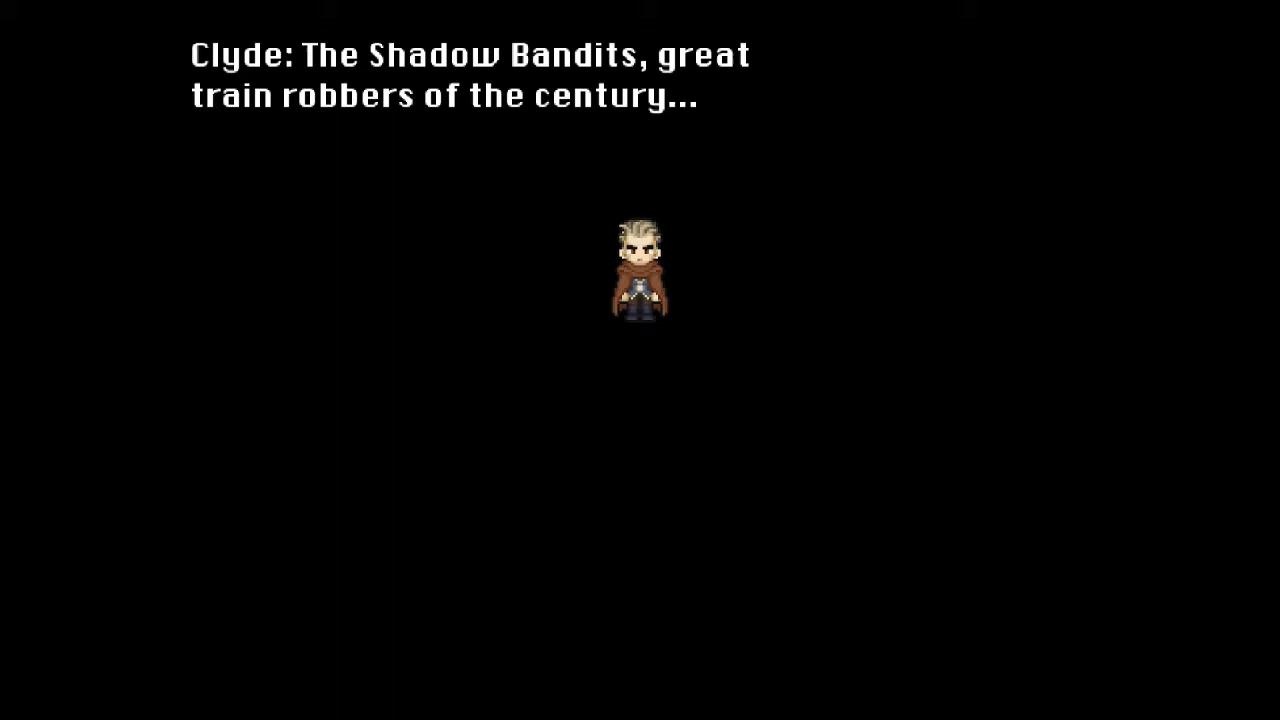 Clyde: The Shadow Bandits, great
train robbers of the century...